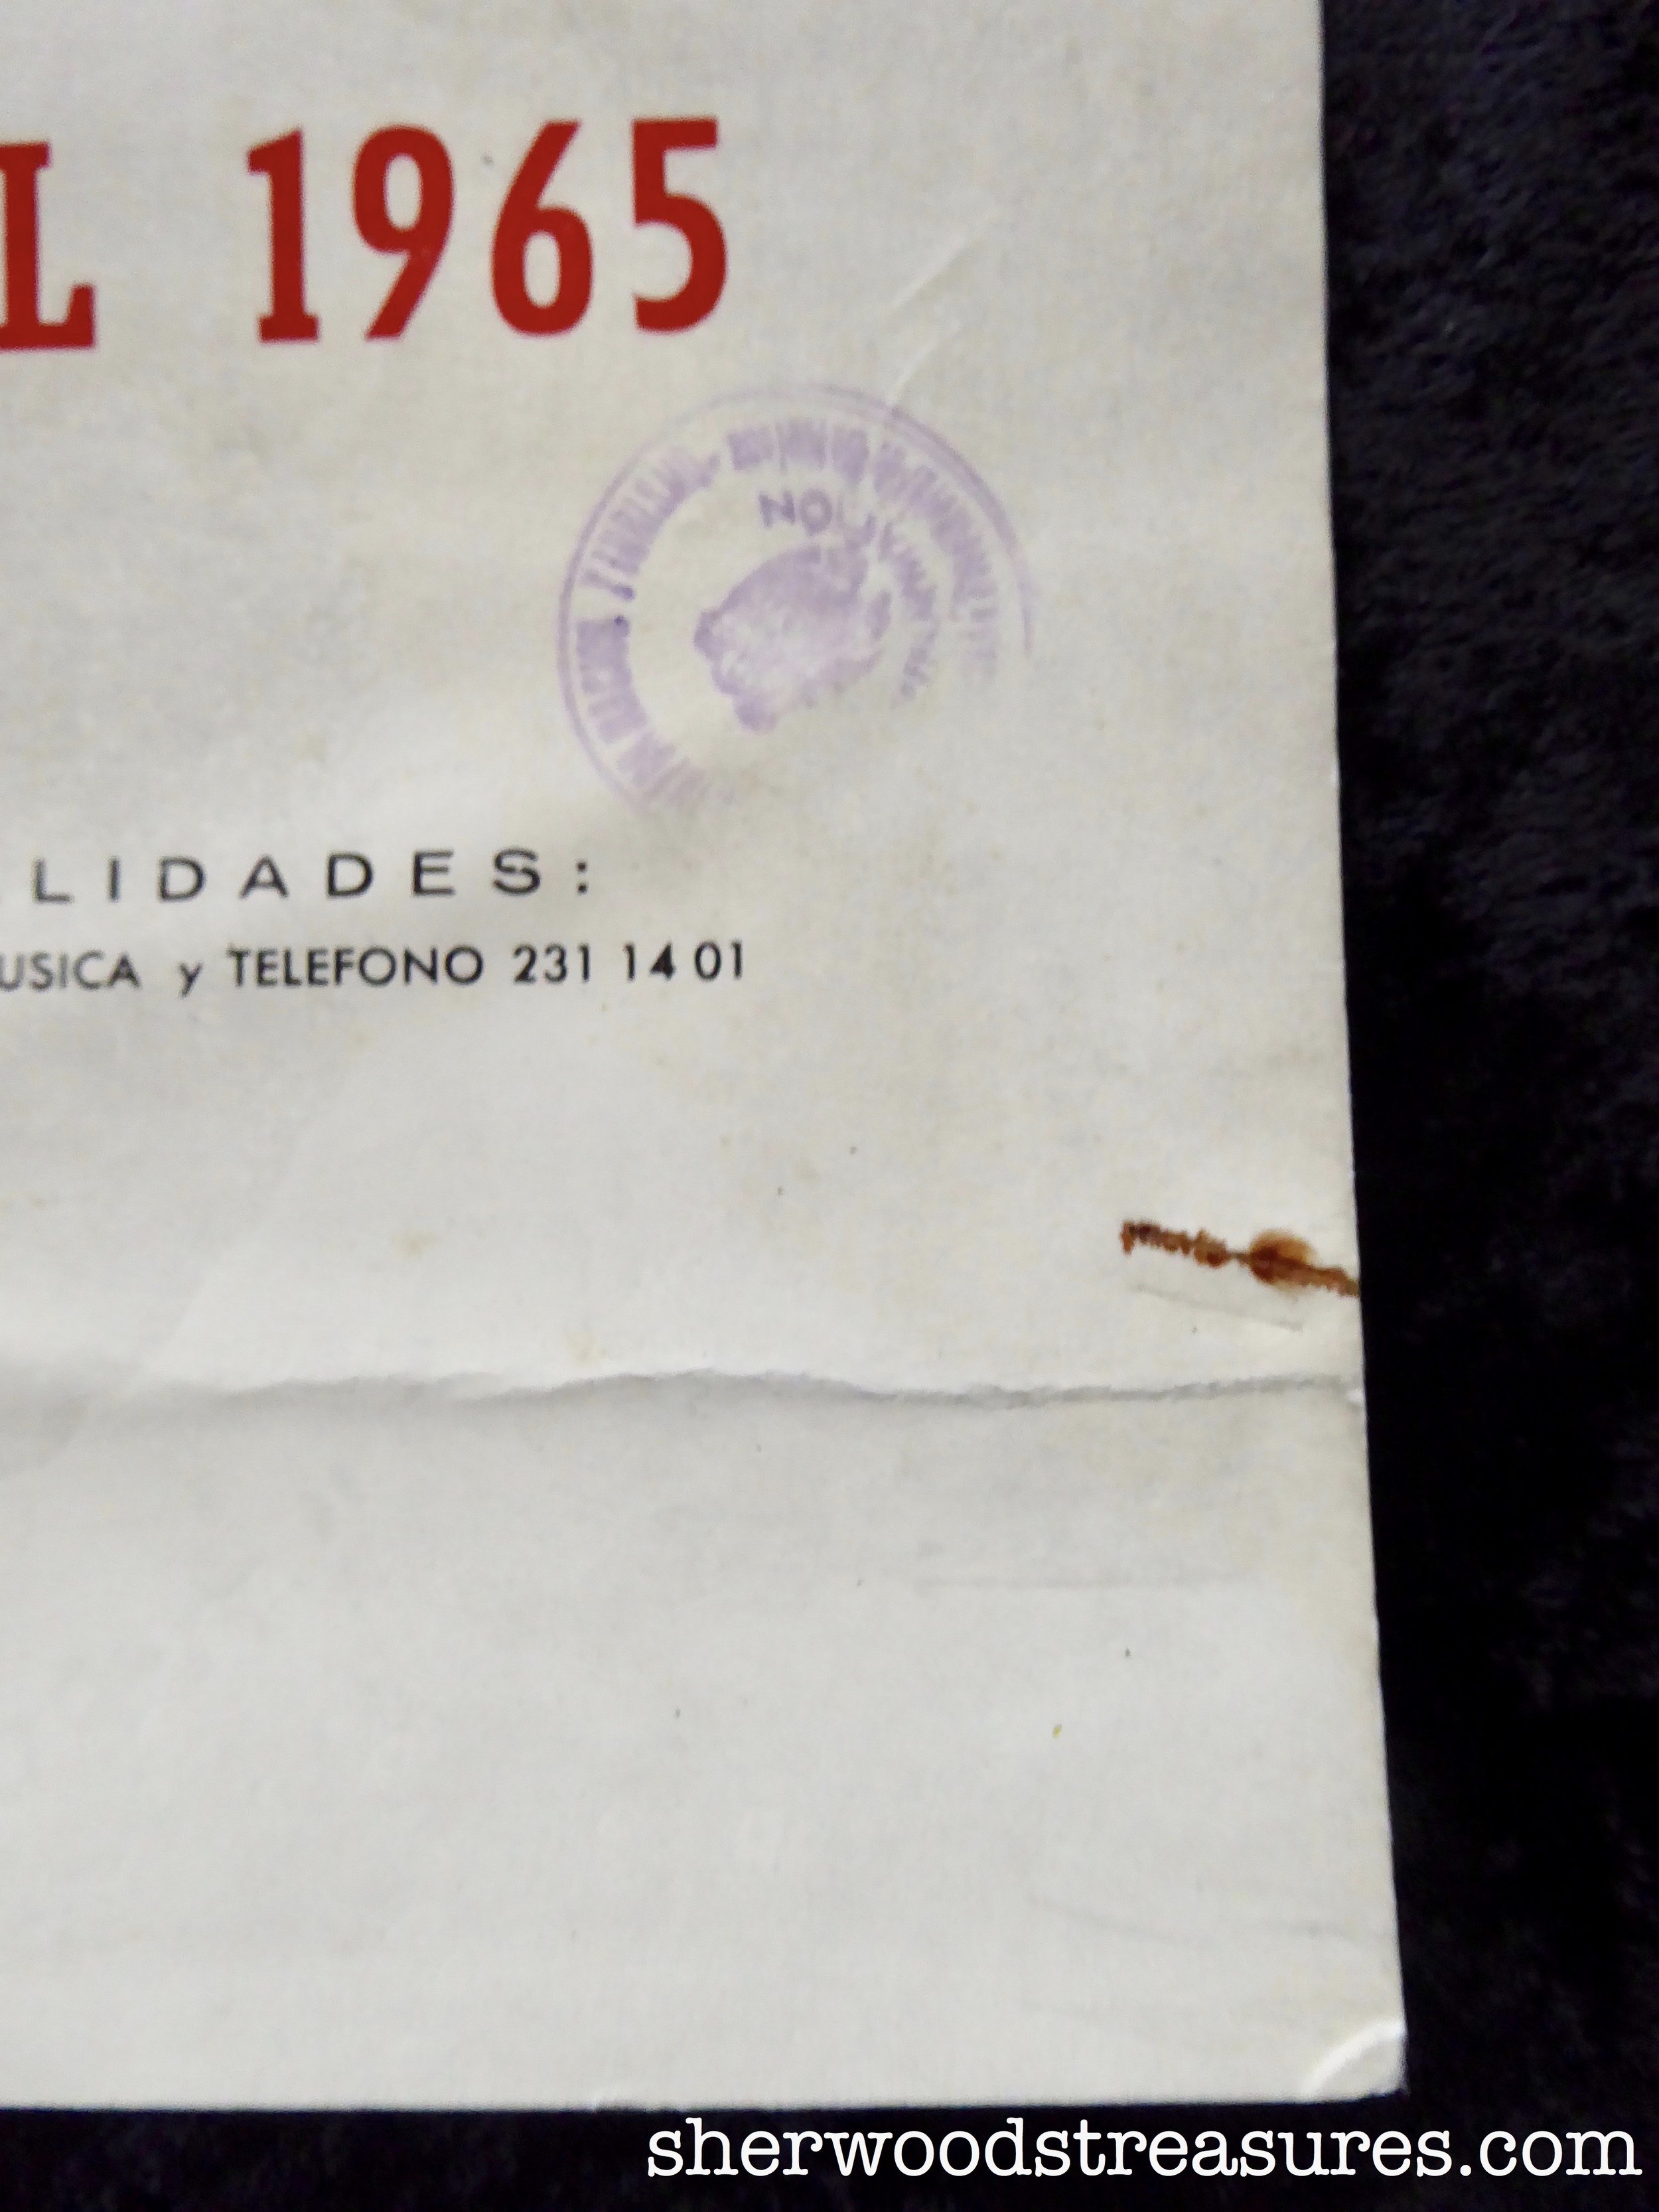 L 1965
LIDADES:
USICA y TELEFONO 231 14 01
sherwoodstreasures.com